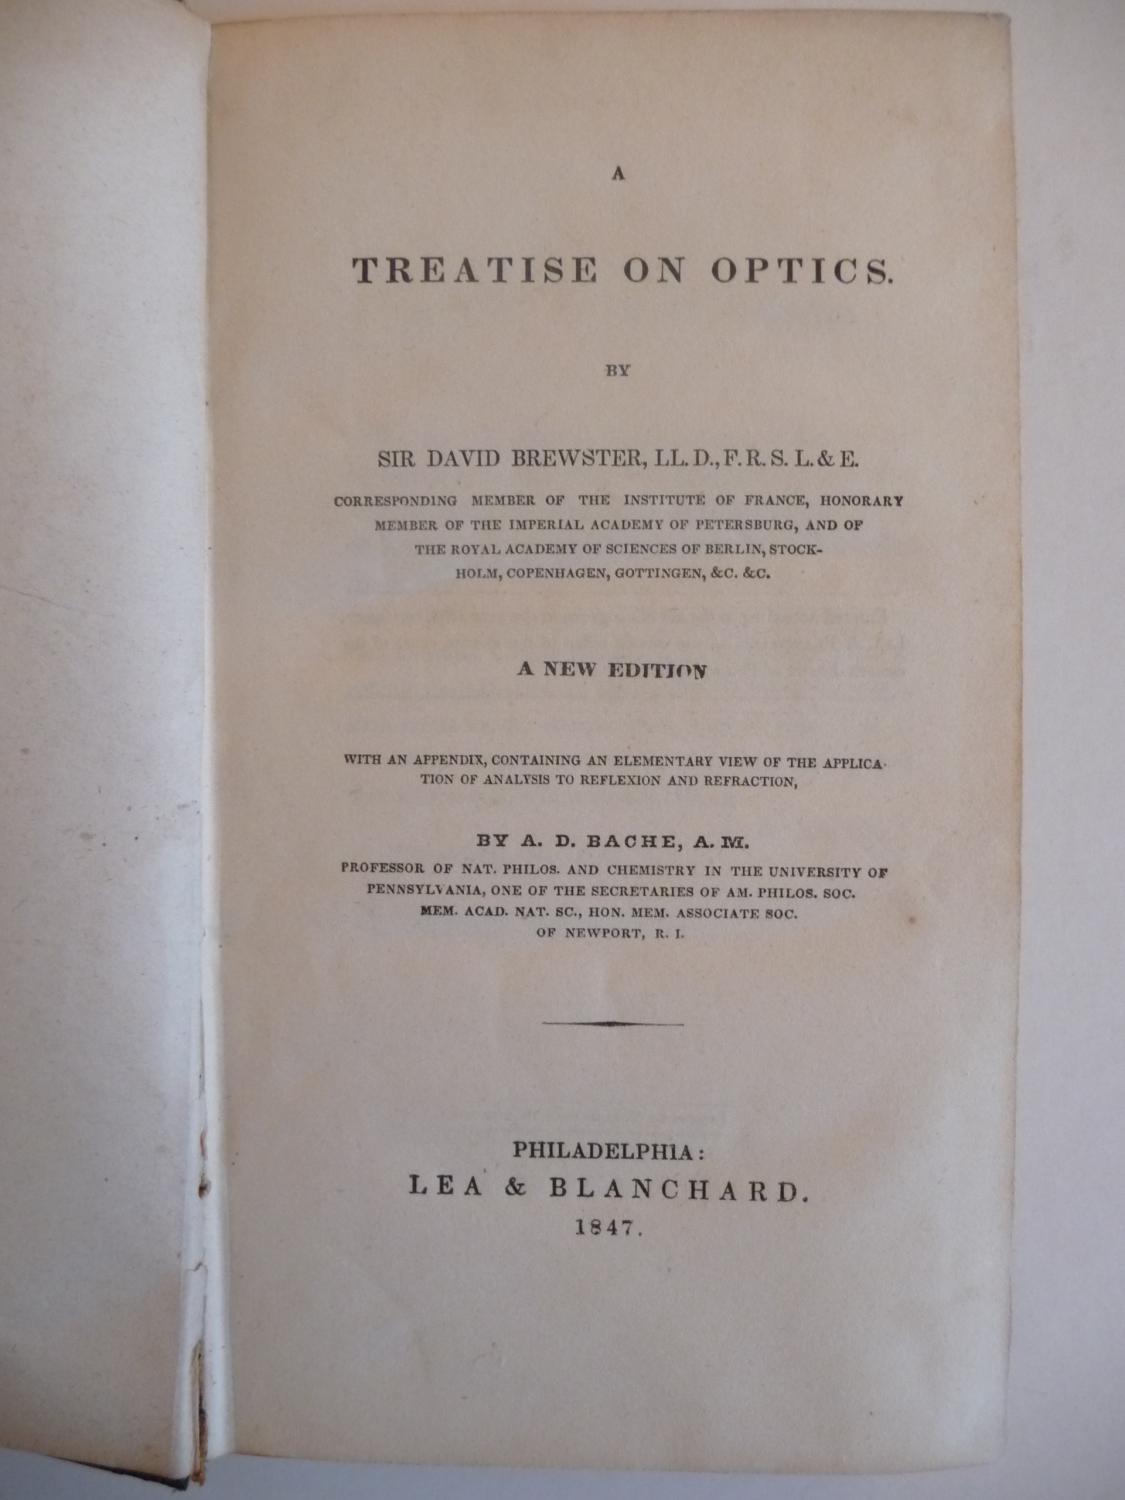 A
TREATISE ON OPTICS.
BY
SIR DAVID BREWSTER, LL. D., F. R. S. L. & E.
CORRESPONDING MEMBER OF THE INSTITUTE OF FRANCE, HONORARY
MEMBER OF THE IMPERIAL ACADEMY OF PETERSBURG, AND OF
THE ROYAL ACADEMY OF SCIENCES OF BERLIN, STOCK-
HOLM, COPENHAGEN, GOTTINGEN, &C. &C.
A NEW EDITION
WITH AN APPENDIX, CONTAINING AN ELEMENTARY VIEW OF THE APPLICA-
TION OF ANALYSIS TO REFLEXION AND REFRACTION,
BY A. D. BACHE, A. M.
PROFESSOR OF NAT. PHILOS. AND CHEMISTRY IN THE UNIVERSITY OF
PENNSYLVANIA, ONE OF THE SECRETARIES OF AM. PHILOS. SOC.
MEM. ACAD. NAT. SC., HON. MEM. ASSOCIATE SOC.
OF NEWPORT, R. I.
PHILADELPHIA:
LEA & BLANCHARD.
1847.